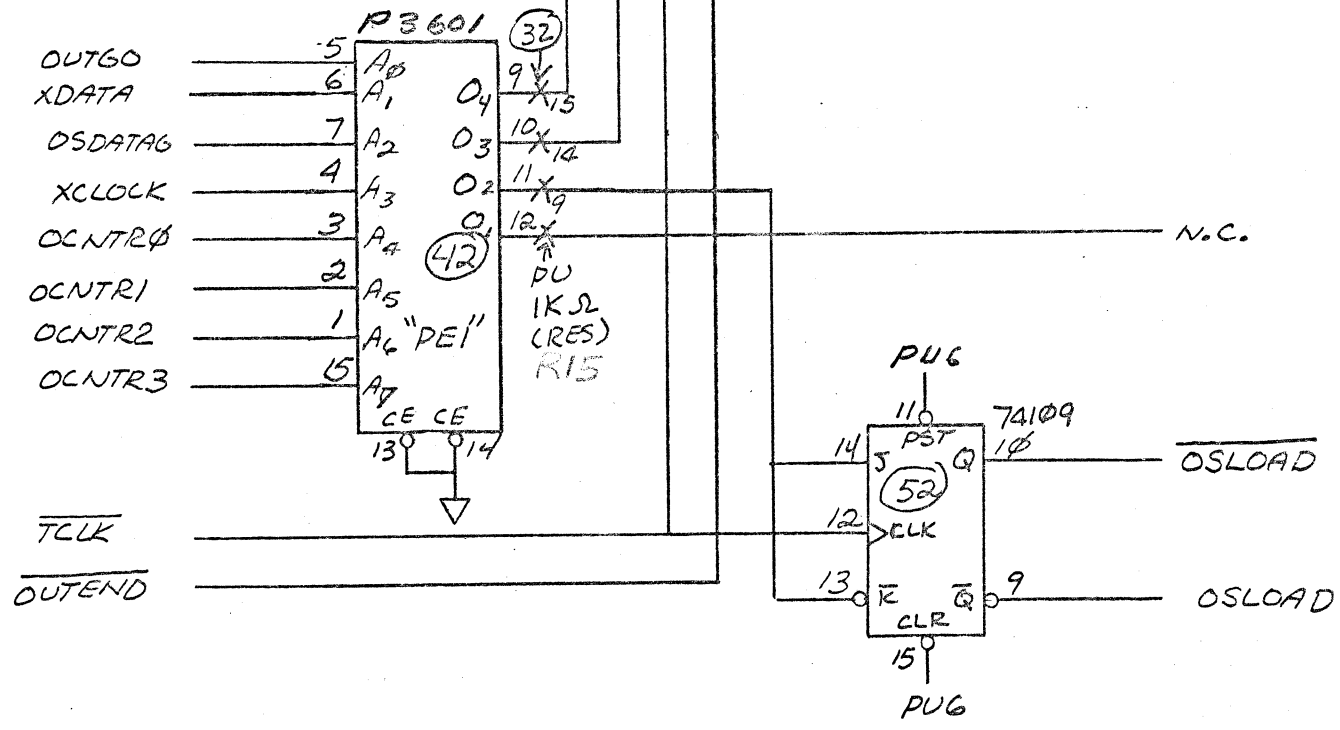 P3601
32
OUTGO 5 A0 9 15
XDATA 6 A1 O4
OSDATAG 7 A2 O3 10 14
XCLOCK 4 A3 O2 11 9
OCNTRØ 3 A4 O1 12 N.C.
42
OCNTR1 2 A5 PU
1KΩ
OCNTR2 1 A6 "PE1" (RES)
OCNTR3 15 A7 R15
CE CE
13 14
PU6
11 74109
PST
14 J Q 1Ø OSLOAD
52
TCLK 12 CLK
OUTEND 13 K Q 9 OSLOAD
CLR
15
PU6